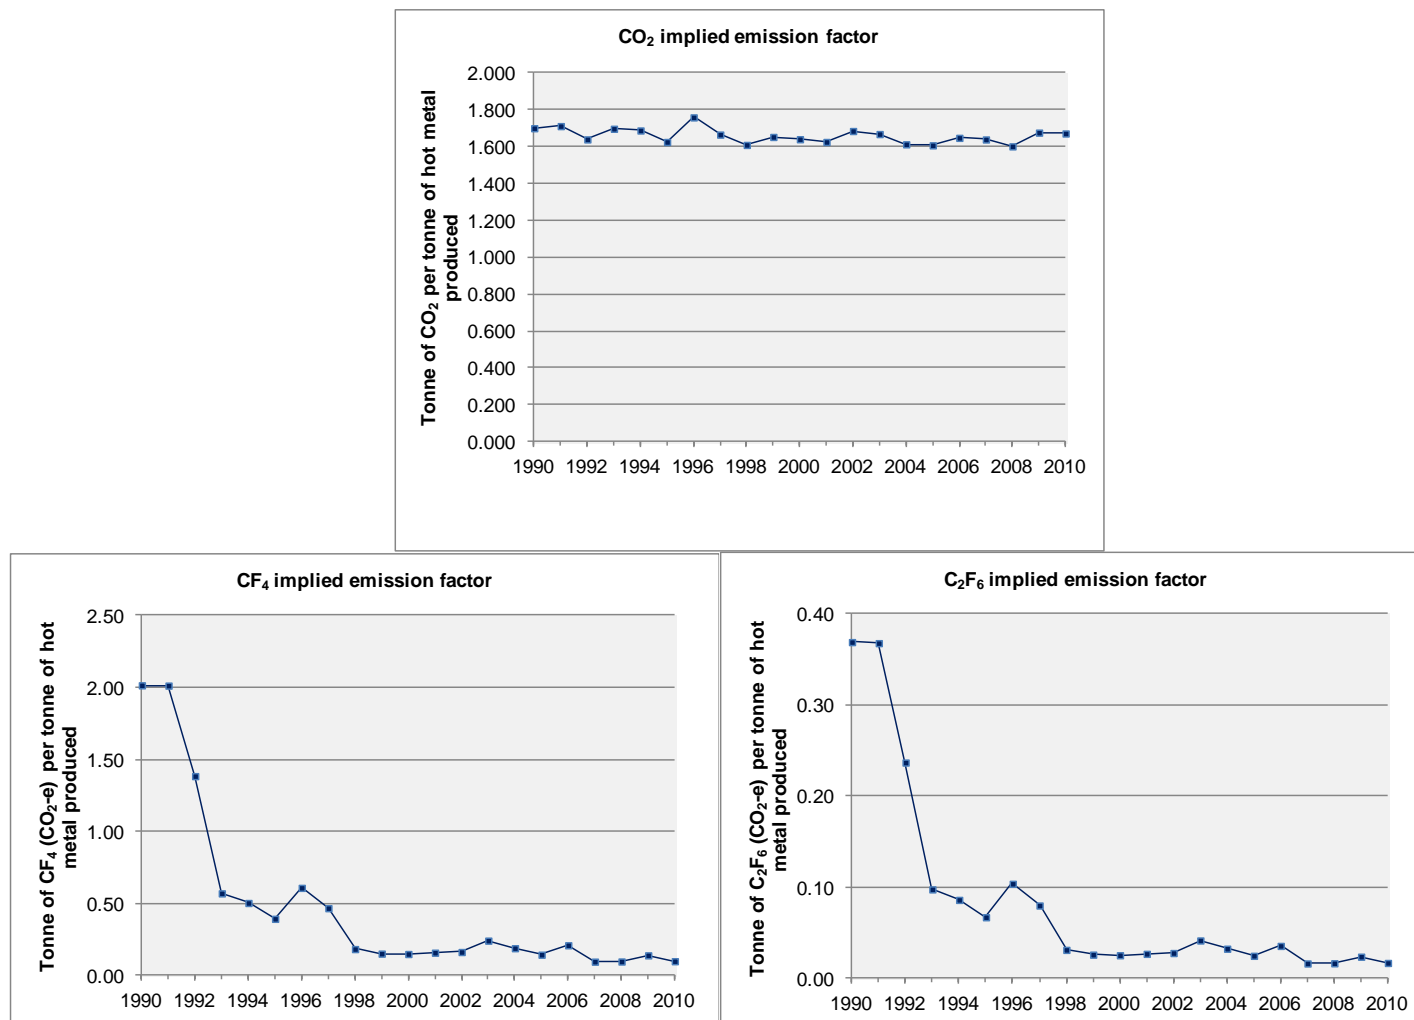 CO₂ implied emission factor
Tonne of CO₂ per tonne of hot metal
produced
2.000
1.800
1.600
1.400
1.200
1.000
0.800
0.600
0.400
0.200
0.000
1990 1992 1994 1996 1998 2000 2002 2004 2006 2008 2010
CF₄ implied emission factor
Tonne of CF₄ (CO₂-e) per tonne of hot
metal produced
2.50
2.00
1.50
1.00
0.50
0.00
1990 1992 1994 1996 1998 2000 2002 2004 2006 2008 2010
C₂F₆ implied emission factor
Tonne of C₂F₆ (CO₂-e) per tonne of hot
metal produced
0.40
0.30
0.20
0.10
0.00
1990 1992 1994 1996 1998 2000 2002 2004 2006 2008 2010